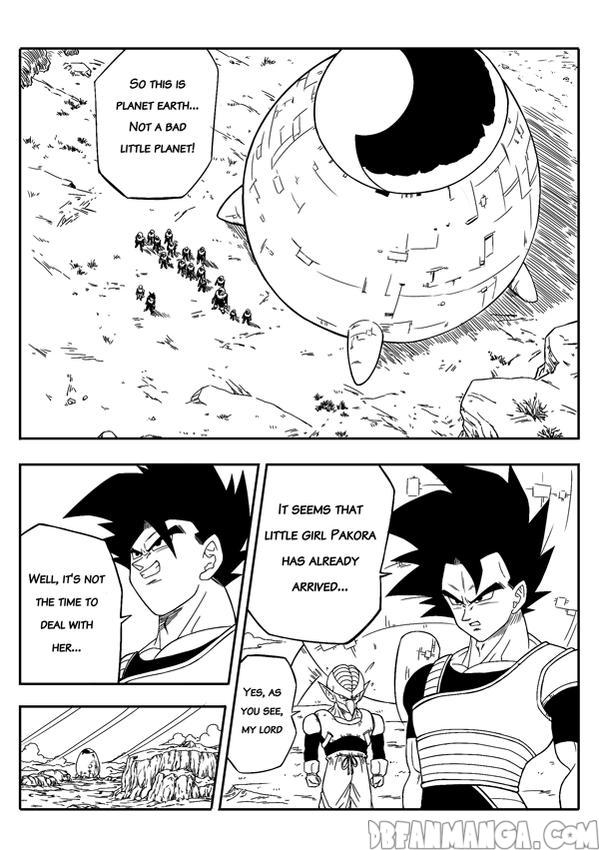 So this is
planet Earth...
Not a bad
little planet!
Well, it's not
the time to
deal with
her...
It seems that
little girl Pakora
has already
arrived...
Yes, as
you see,
my lord
DBFANMANGA.COM